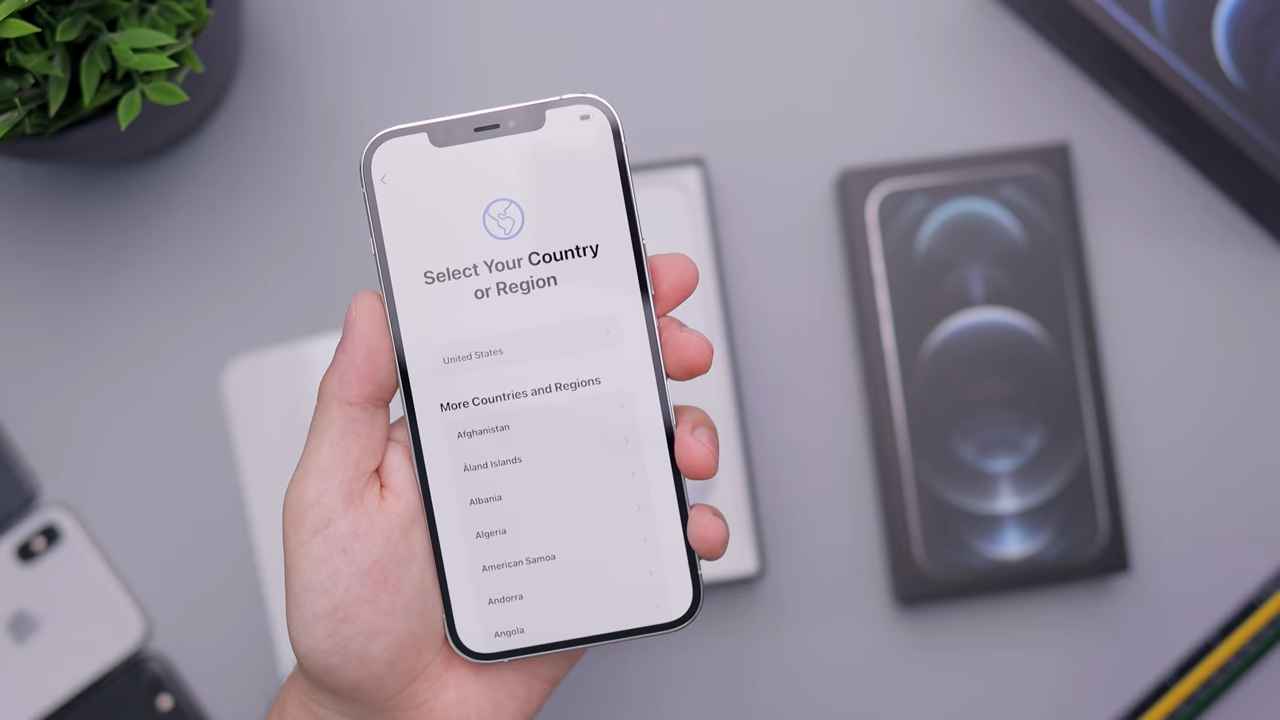 Select Your Country
or Region
United States
More Countries and Regions
Afghanistan
Åland Islands
Albania
Algeria
American Samoa
Andorra
Angola